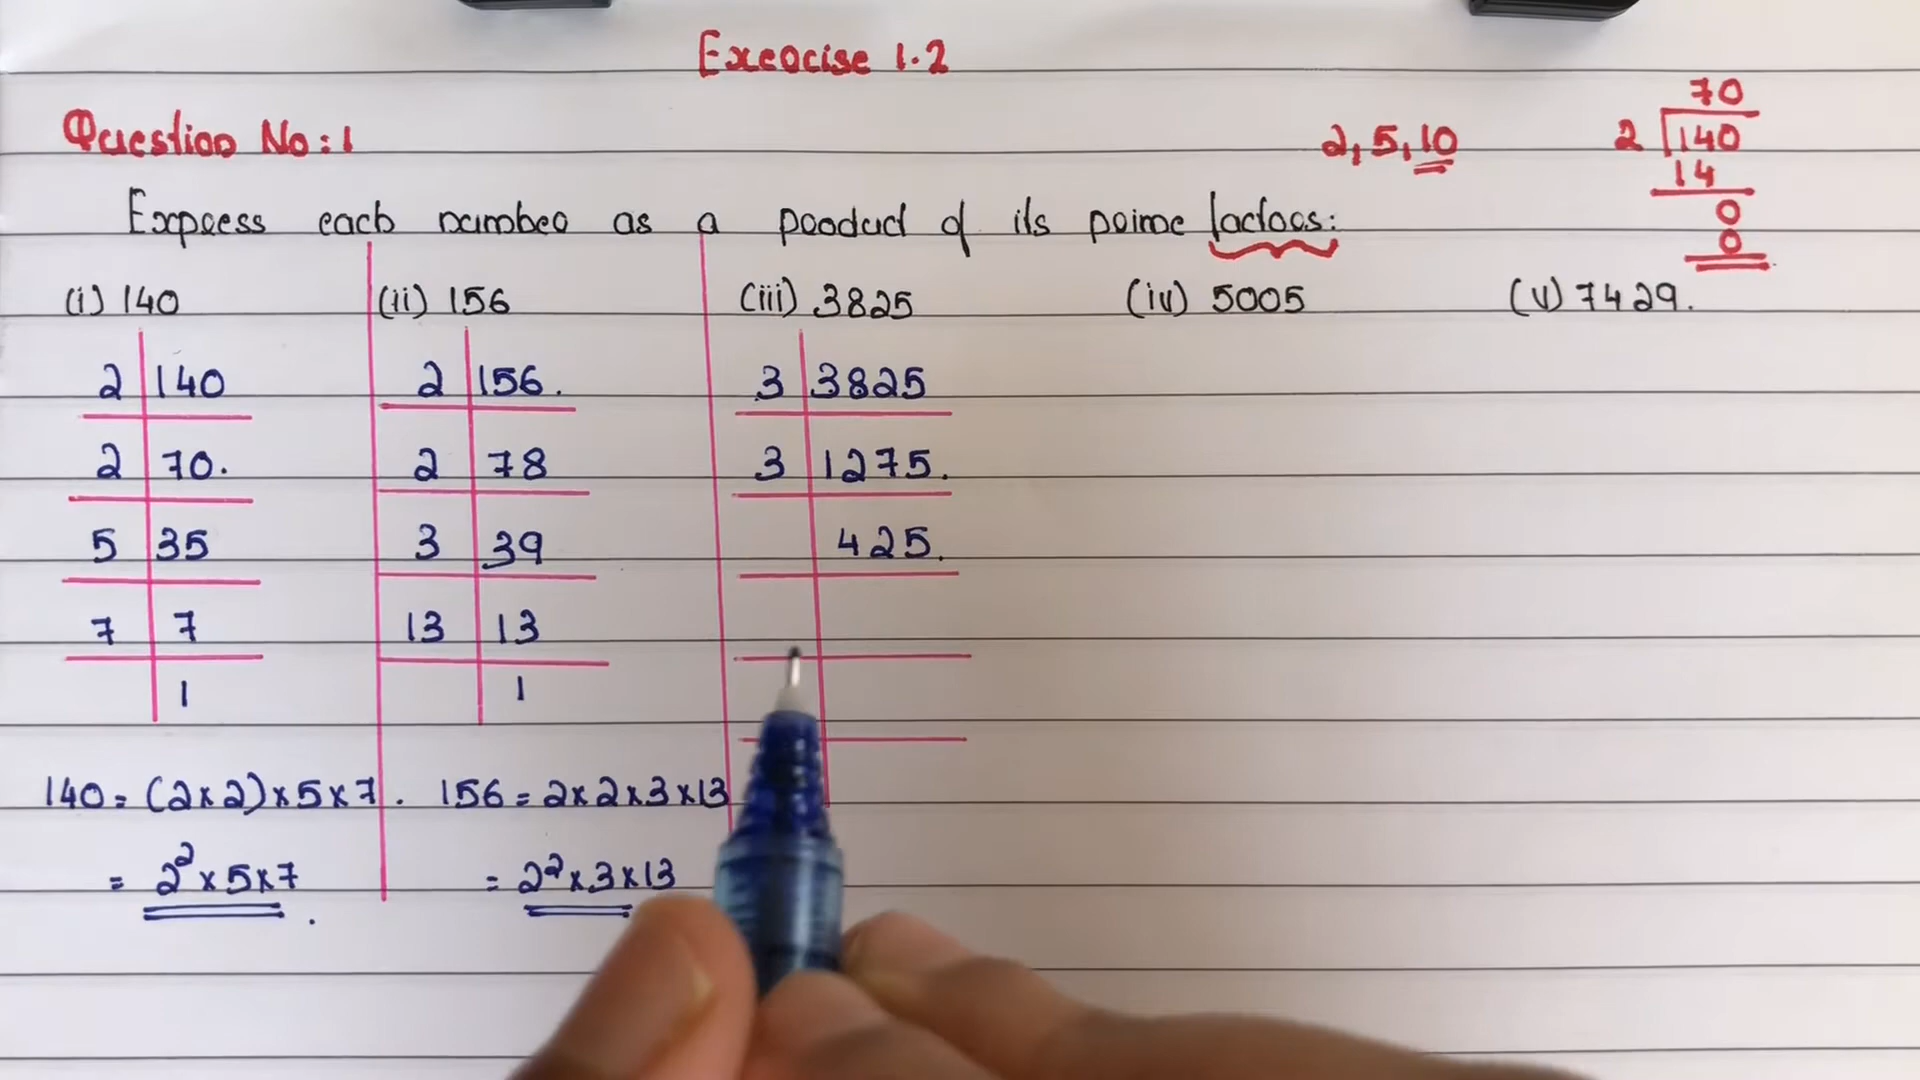 Exercise 1.2
Question No: 1
2, 5, 10
70
2 140
14
0
0
Express each number as a product of its prime factors:
(i) 140 (ii) 156 (iii) 3825 (iv) 5005 (v) 7429.
2 140 2 156. 3 3825
2 70. 2 78 3 1275.
5 35 3 39 425.
7 7 13 13
1 1
140 = (2 x 2) x 5 x 7. 156 = 2 x 2 x 3 x 13
= 2² x 5 x 7. = 2² x 3 x 13